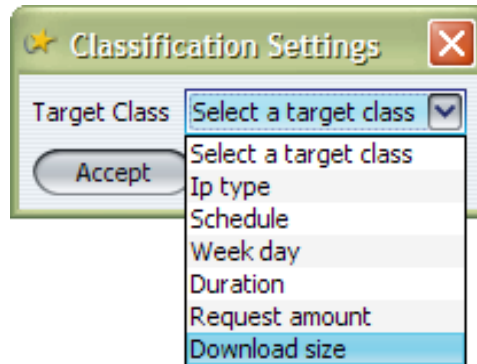 Classification Settings
Target Class Select a target class
Accept
Select a target class
Ip type
Schedule
Week day
Duration
Request amount
Download size